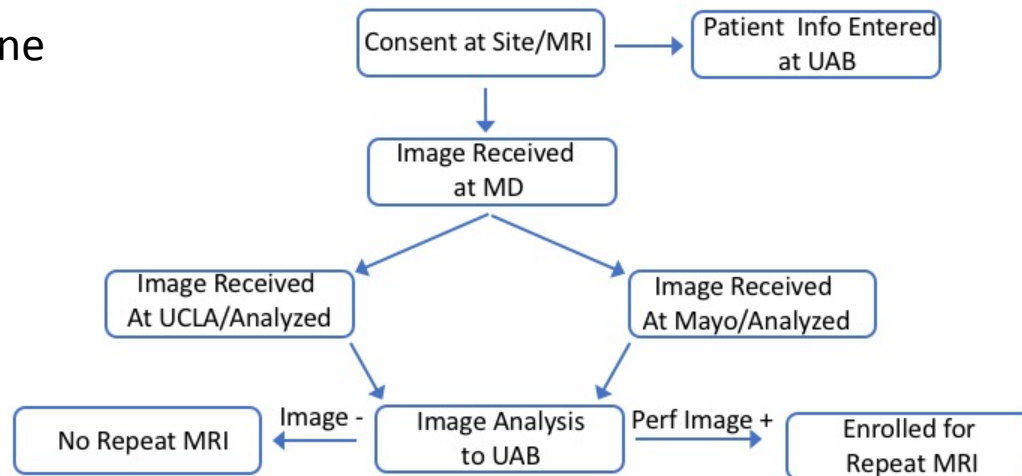 ne
Consent at Site/MRI
Patient Info Entered
at UAB
Image Received
at MD
Image Received
At UCLA/Analyzed
Image Received
At Mayo/Analyzed
No Repeat MRI
Image -
Image Analysis
to UAB
Perf Image +
Enrolled for
Repeat MRI